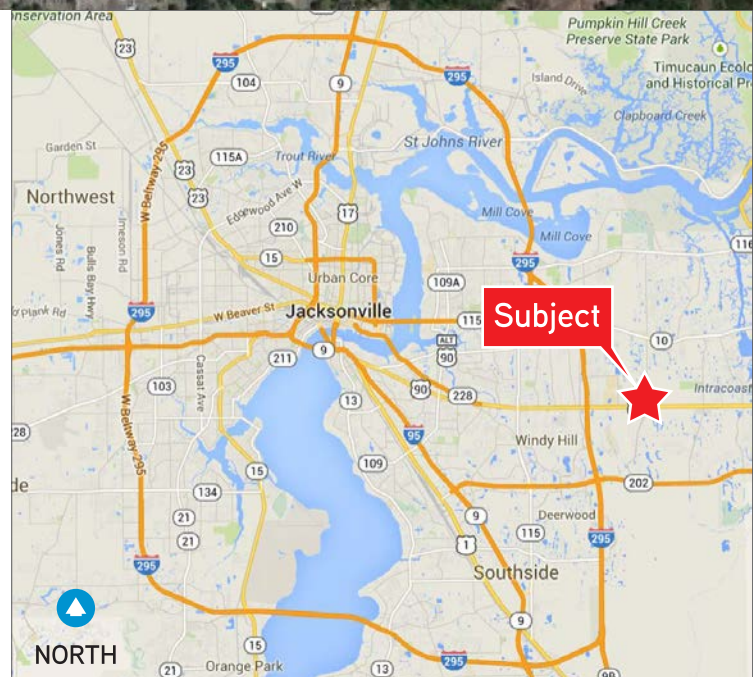 onservation Area
Pumpkin Hill Creek
Preserve State Park
23
295
104
9
295
Island Drive
Timucuan Ecolo
and Historical Pr
Clapboard Creek
Garden St
115A
Trout River
St Johns River
W Beltway 295
23
23
Northwest
Edgewood Ave W
17
210
Mill Cove
Mill Cove
Jones Rd
Bulls Bay Hwy
Imeson Rd
15
Urban Core
109A
295
116
Plank Rd
295
W Beaver St
Jacksonville
115
Subject
10
ALT
90
211
9
90
228
Intracoast
103
Cassat Ave
13
95
W Beltway 295
28
Windy Hill
15
109
202
de
134
9
Deerwood
21
21
1
115
295
295
Southside
9
NORTH
15
21
Orange Park
13
295
9B